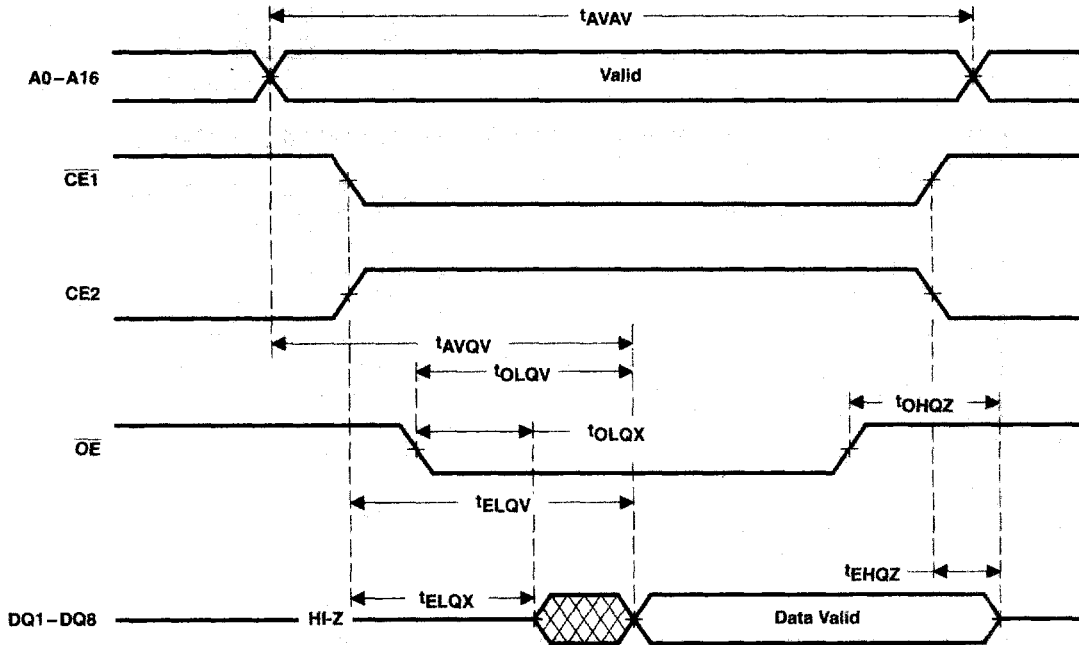 tAVAV
A0–A16
Valid
CE1
CE2
tAVQV
tOLQV
tOHQZ
tOLQX
OE
tELQV
tEHQZ
tELQX
DQ1–DQ8
HI-Z
Data Valid